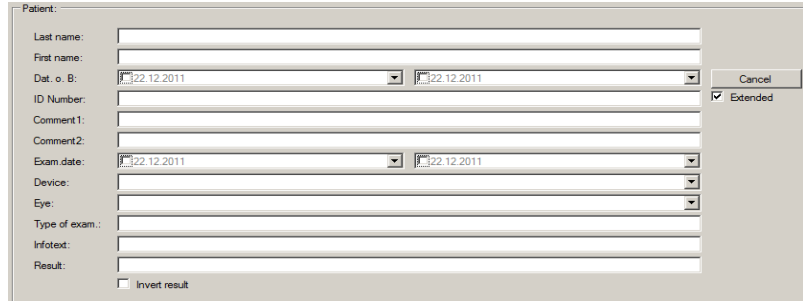 Patient:
Last name:
First name:
Dat. o. B: 22.12.2011 22.12.2011
Cancel
ID Number:
Extended
Comment1:
Comment2:
Exam.date: 22.12.2011 22.12.2011
Device:
Eye:
Type of exam.:
Infotext:
Result:
Invert result